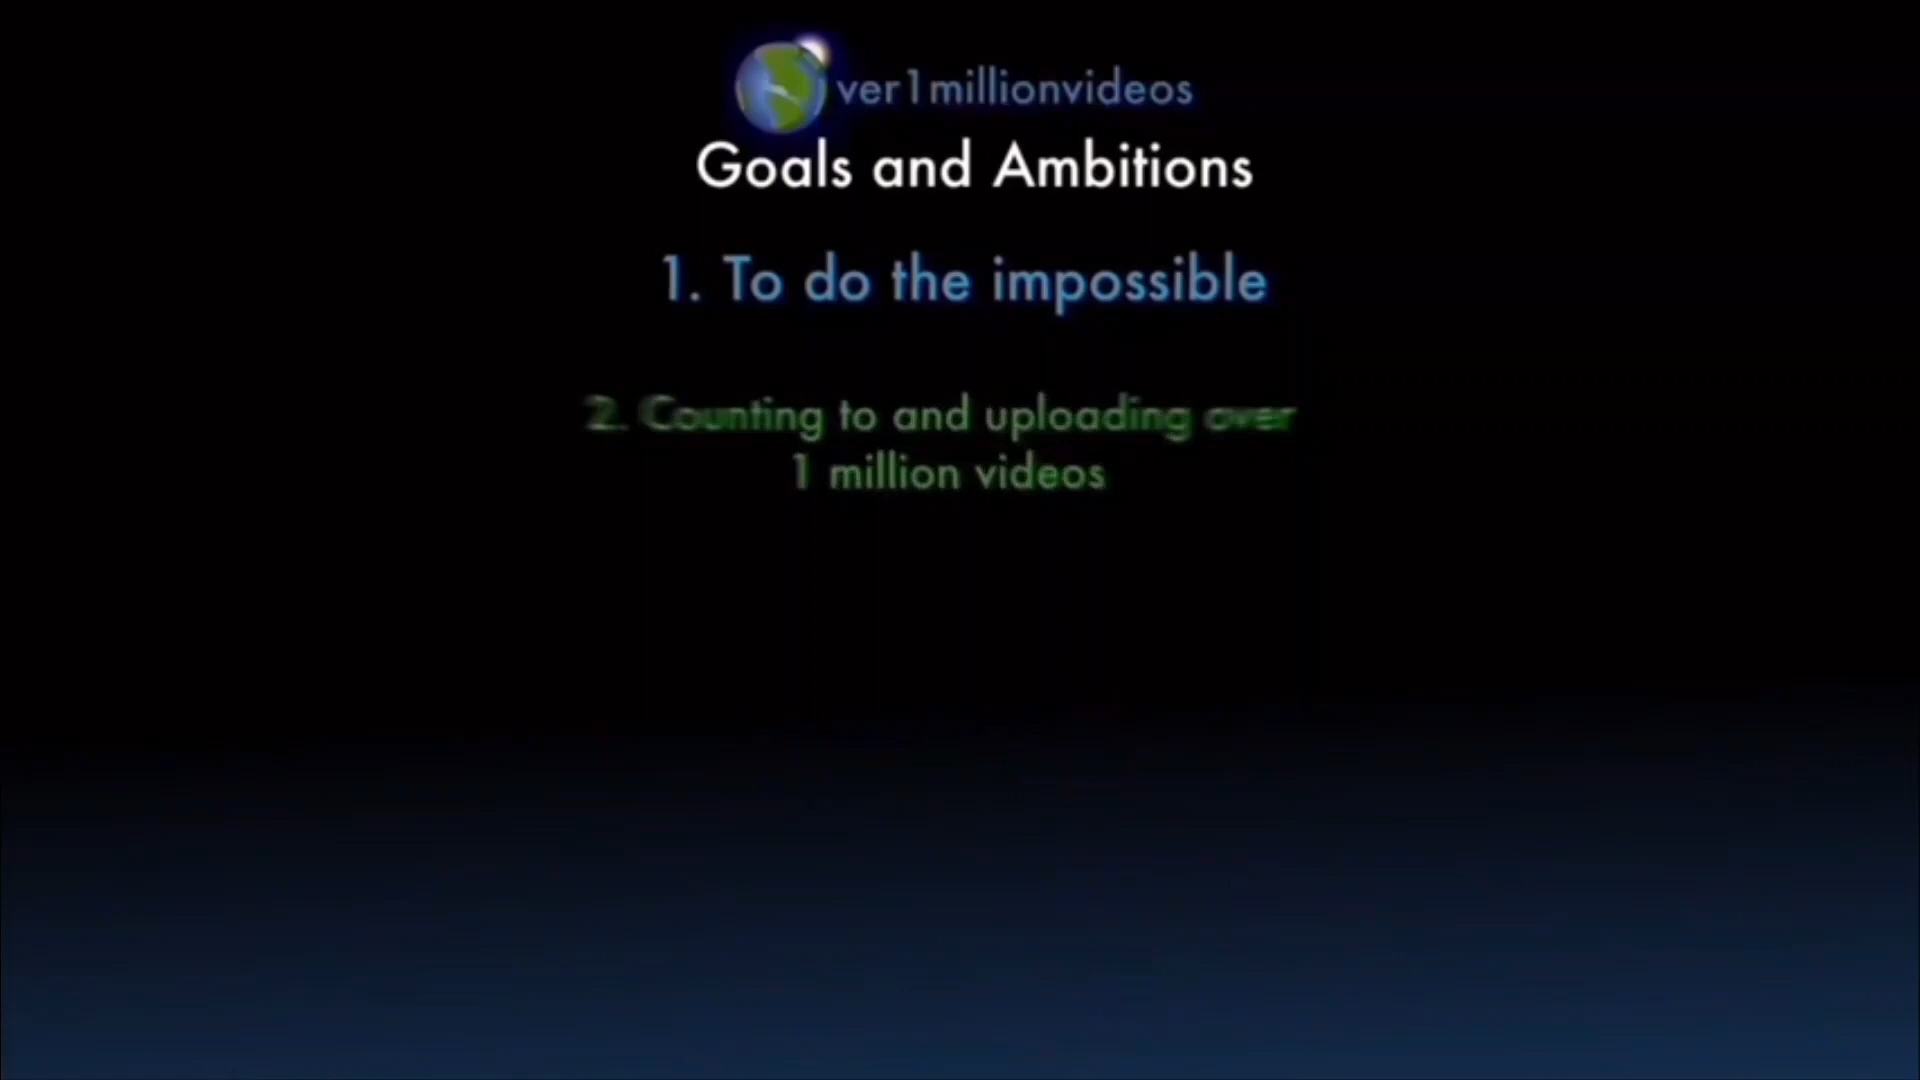 ver1millionvideos
Goals and Ambitions
1. To do the impossible
2. Counting to and uploading over
1 million videos